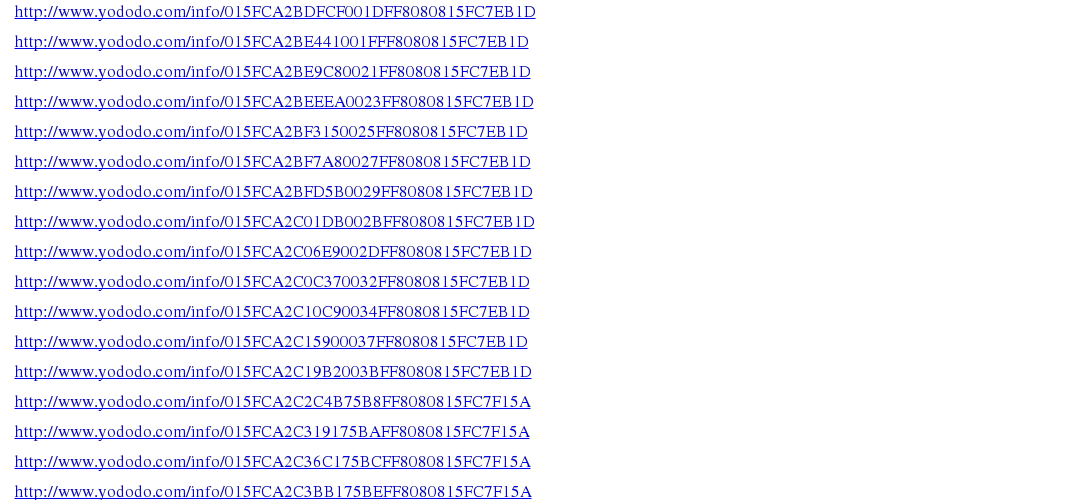 http://www.yododo.com/info/015FCA2BDFCF001DFF8080815FC7EB1D
http://www.yododo.com/info/015FCA2BE441001FFF8080815FC7EB1D
http://www.yododo.com/info/015FCA2BE9C80021FF8080815FC7EB1D
http://www.yododo.com/info/015FCA2BEEEA0023FF8080815FC7EB1D
http://www.yododo.com/info/015FCA2BF3150025FF8080815FC7EB1D
http://www.yododo.com/info/015FCA2BF7A80027FF8080815FC7EB1D
http://www.yododo.com/info/015FCA2BFD5B0029FF8080815FC7EB1D
http://www.yododo.com/info/015FCA2C01DB002BFF8080815FC7EB1D
http://www.yododo.com/info/015FCA2C06E9002DFF8080815FC7EB1D
http://www.yododo.com/info/015FCA2C0C370032FF8080815FC7EB1D
http://www.yododo.com/info/015FCA2C10C90034FF8080815FC7EB1D
http://www.yododo.com/info/015FCA2C15900037FF8080815FC7EB1D
http://www.yododo.com/info/015FCA2C19B2003BFF8080815FC7EB1D
http://www.yododo.com/info/015FCA2C2C4B75B8FF8080815FC7F15A
http://www.yododo.com/info/015FCA2C319175BAFF8080815FC7F15A
http://www.yododo.com/info/015FCA2C36C175BCFF8080815FC7F15A
http://www.yododo.com/info/015FCA2C3BB175BEFF8080815FC7F15A